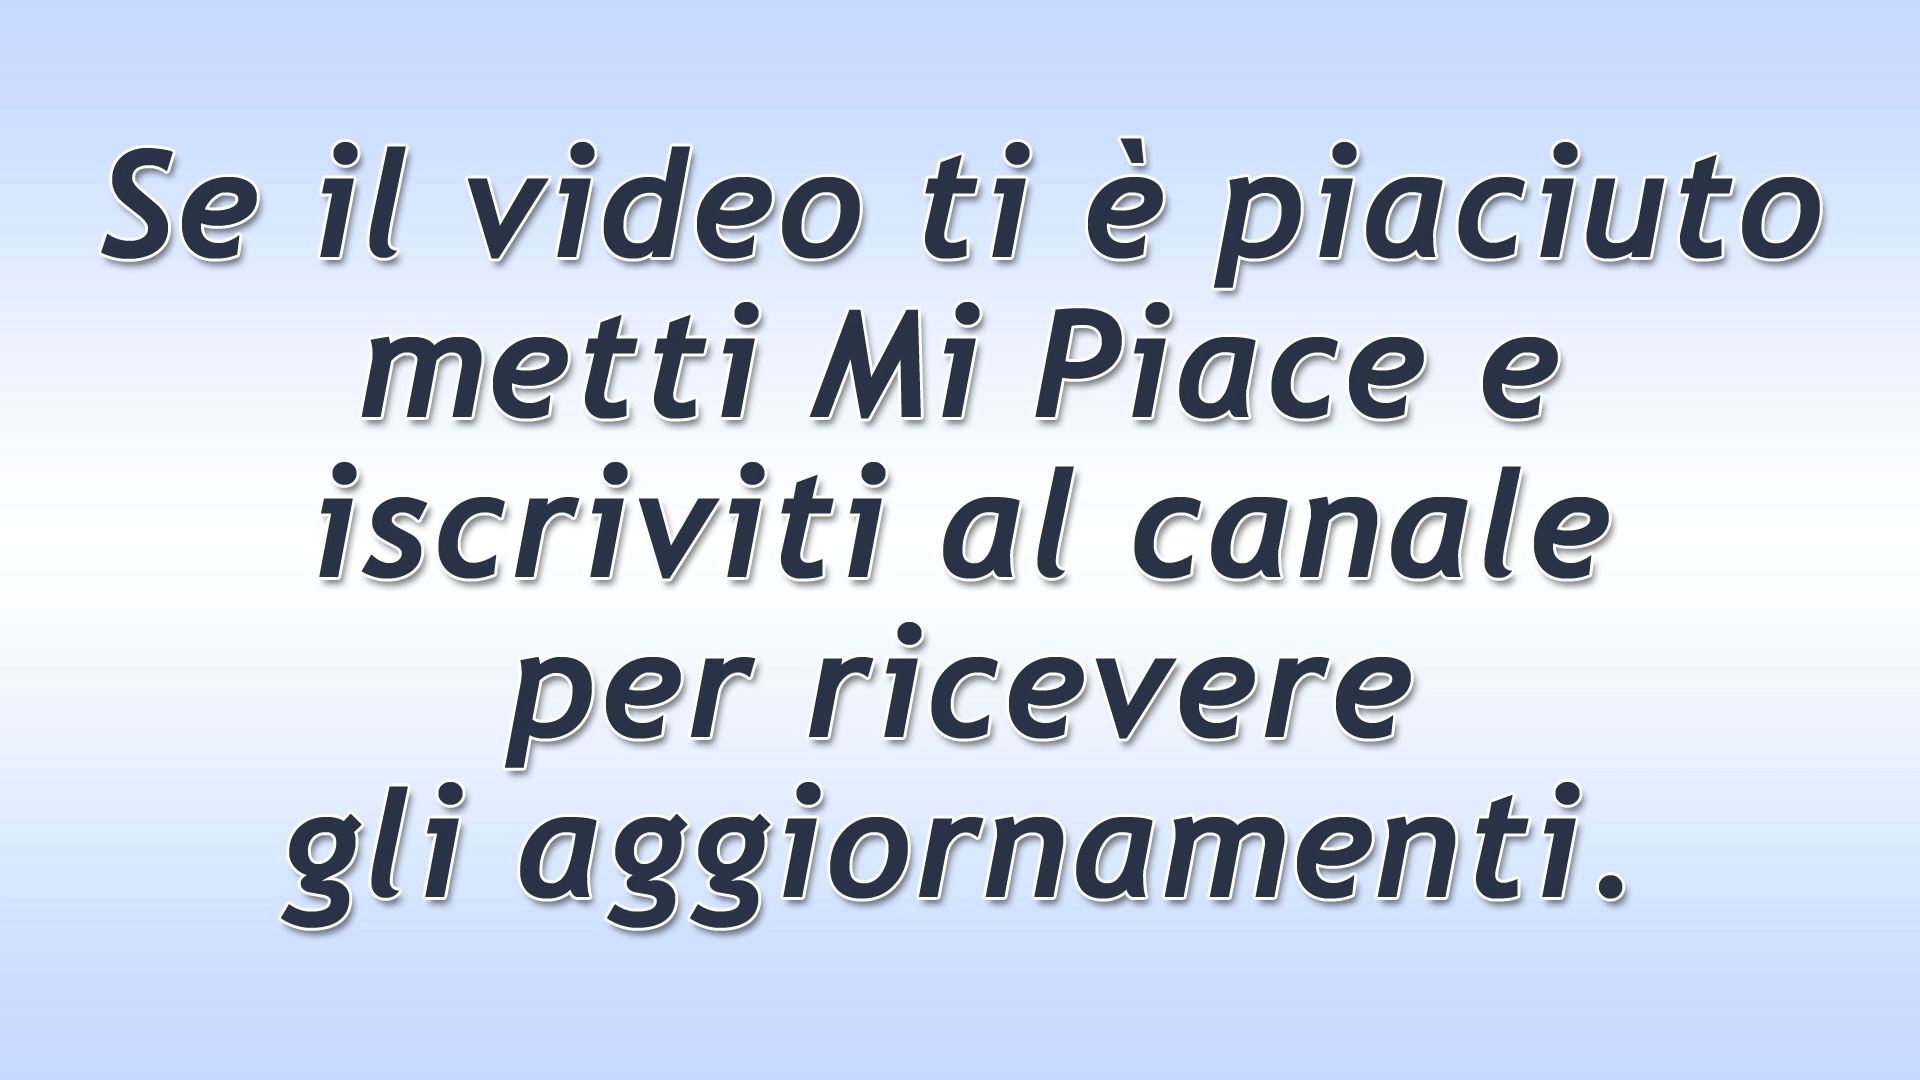 Se il video ti è piaciuto
metti Mi Piace e
iscriviti al canale
per ricevere
gli aggiornamenti.